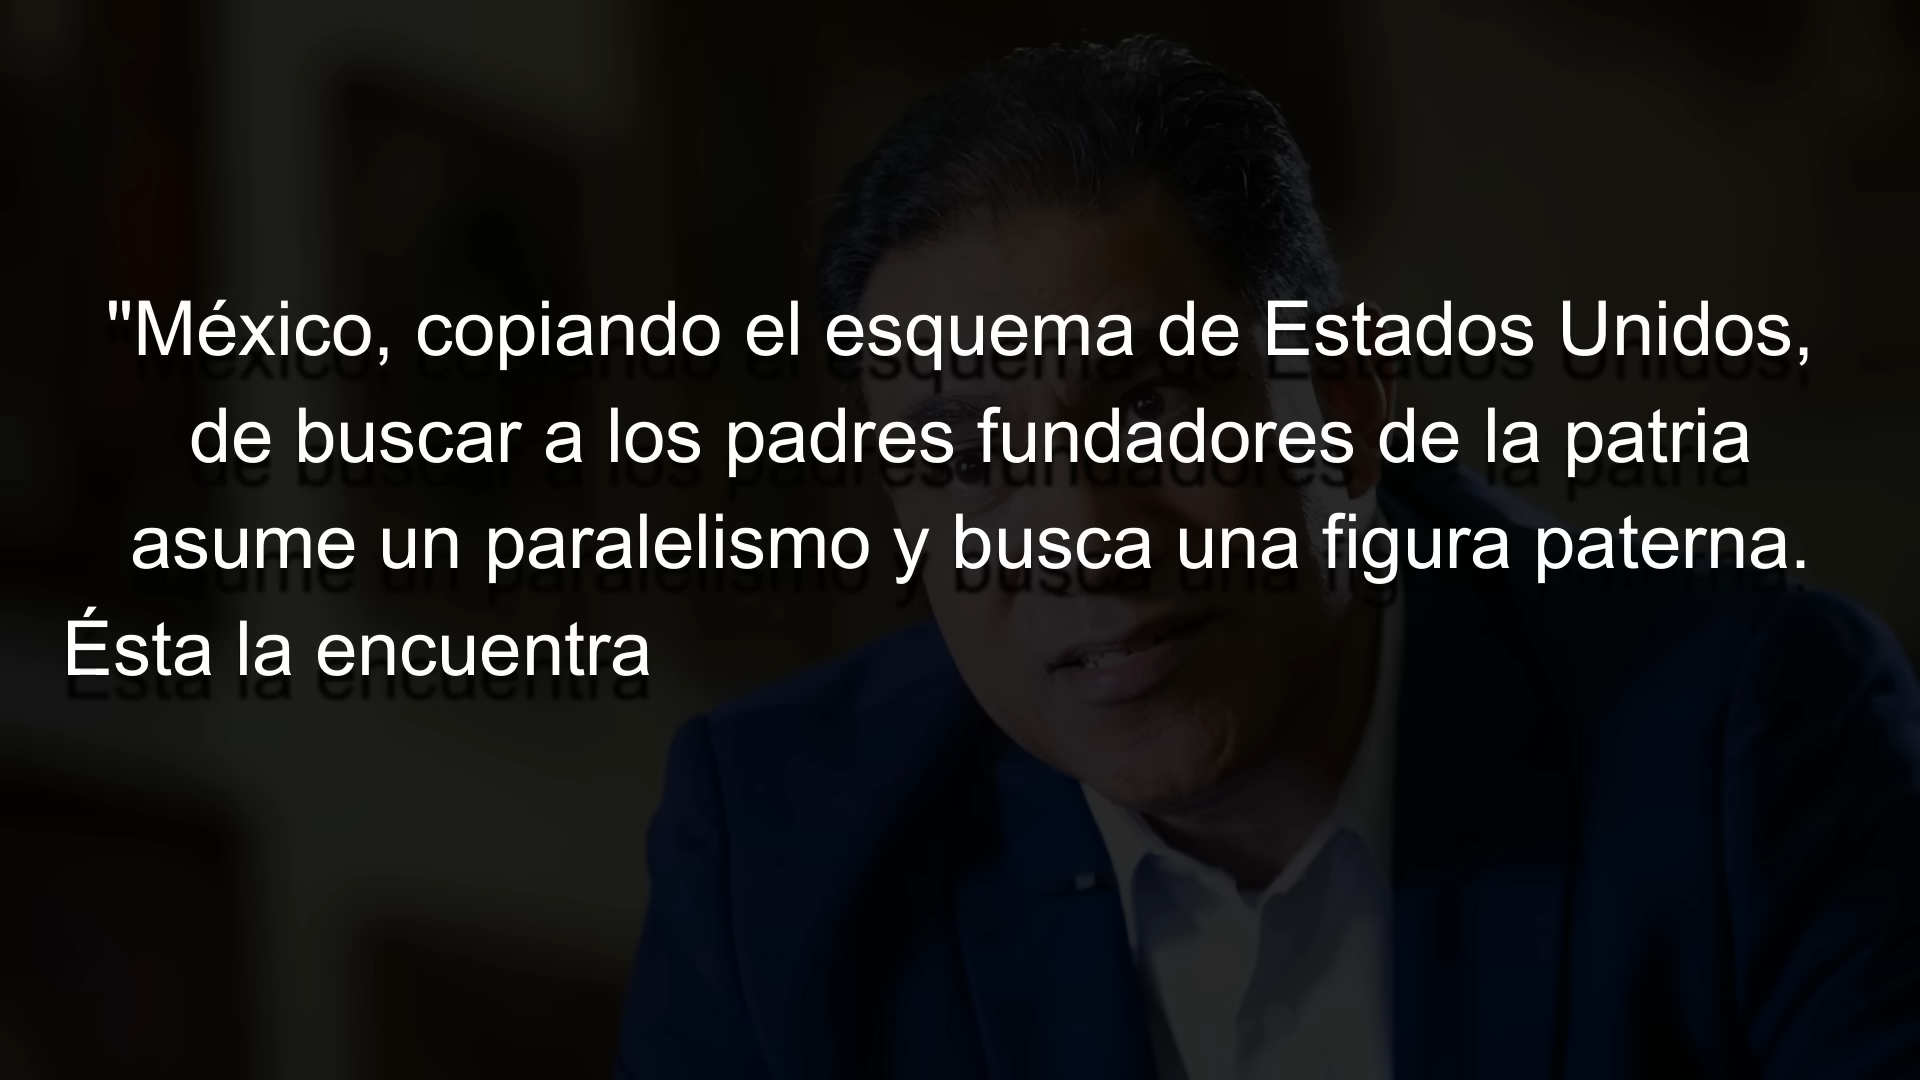 "México, copiando el esquema de Estados Unidos,
de buscar a los padres fundadores de la patria
asume un paralelismo y busca una figura paterna.
Ésta la encuentra